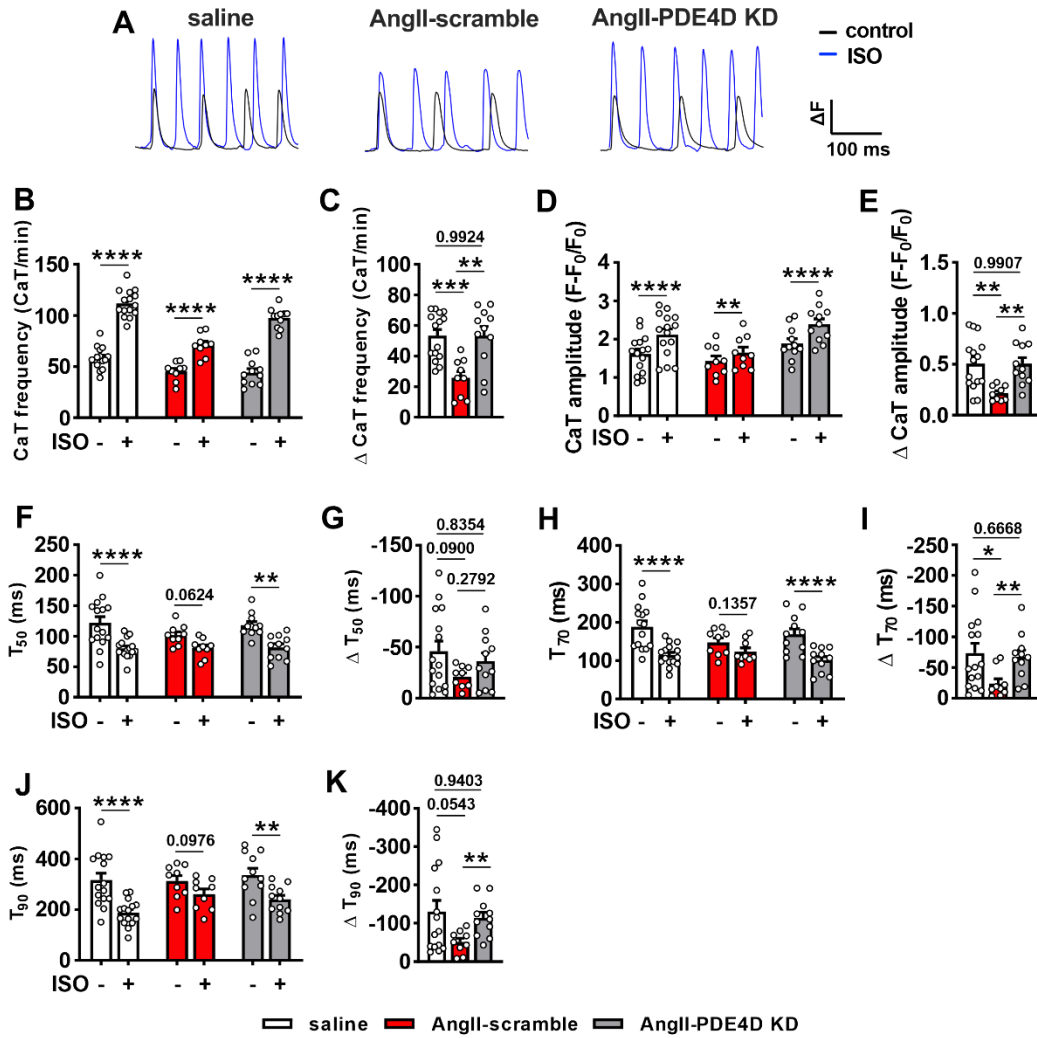 A
saline
AngII-scramble
AngII-PDE4D KD
control
ISO
ΔF
100 ms
B
CaT frequency (CaT/min)
150
100
50
0
****
****
****
ISO - + - + - +
C
Δ CaT frequency (CaT/min)
100
80
60
40
20
0
0.9924
**
***
D
CaT amplitude (F-F0/F0)
4
3
2
1
0
****
**
****
ISO - + - + - +
E
Δ CaT amplitude (F-F0/F0)
1.5
1.0
0.5
0.0
0.9907
**
**
F
T50 (ms)
250
200
150
100
50
0
****
0.0624
**
ISO - + - + - +
G
Δ T50 (ms)
-150
-100
-50
0
0.8354
0.0900
0.2792
H
T70 (ms)
400
300
200
100
0
****
0.1357
****
ISO - + - + - +
I
Δ T70 (ms)
-250
-200
-150
-100
-50
0
0.6668
*
**
J
T90 (ms)
600
400
200
0
****
0.0976
**
ISO - + - + - +
K
Δ T90 (ms)
-400
-300
-200
-100
0
0.9403
0.0543
**
saline AngII-scramble AngII-PDE4D KD